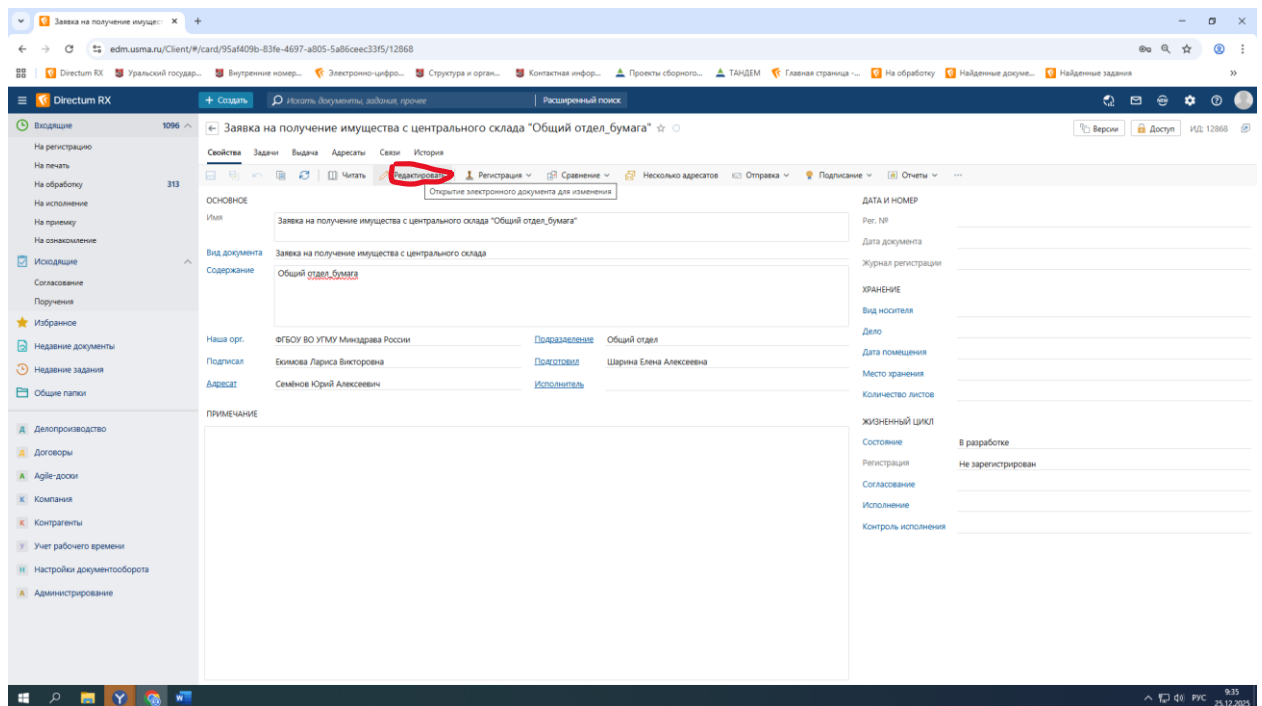 Заявка на получение имущес
edm.usma.ru/Client/#/card/95af409b-83fe-4697-a805-5a86ceec33f5/12868
Directum RX Уральский государ... Внутренние номер... Электронно-цифро... Структура и орган... Контактная инфор... Проекты сборного... ТАНДЕМ Главная страница -... На обработку Найденные докуме... Найденные задания »
Directum RX + Создать Искать документы, задания, прочее Расширенный поиск
Входящие 1096
На регистрацию
На печать
На обработку 313
На исполнение
На приемку
На ознакомление
Исходящие
Согласование
Поручения
Избранное
Недавние документы
Недавние задания
Общие папки
Д Делопроизводство
Д Договоры
A Agile-доски
К Компания
К Контрагенты
У Учет рабочего времени
Н Настройки документооборота
А Администрирование
Заявка на получение имущества с центрального склада "Общий отдел_бумага"
Версии Доступ ИД: 12868
Свойства Задачи Выдача Адресаты Связи История
Читать Редактировать Регистрация Сравнение Несколько адресатов Отправка Подписание Отчеты ...
Открытие электронного документа для изменения
ОСНОВНОЕ
Имя Заявка на получение имущества с центрального склада "Общий отдел_бумага"
Вид документа Заявка на получение имущества с центрального склада
Содержание Общий отдел_бумага
Наша орг. ФГБОУ ВО УГМУ Минздрава России Подразделение Общий отдел
Подписал Екимова Лариса Викторовна Подготовил Шарина Елена Алексеевна
Адресат Семёнов Юрий Алексеевич Исполнитель
ПРИМЕЧАНИЕ
ДАТА И НОМЕР
Рег. №
Дата документа
Журнал регистрации
ХРАНЕНИЕ
Вид носителя
Дело
Дата помещения
Место хранения
Количество листов
ЖИЗНЕННЫЙ ЦИКЛ
Состояние В разработке
Регистрация Не зарегистрирован
Согласование
Исполнение
Контроль исполнения
РУС 9:35
25.12.2025